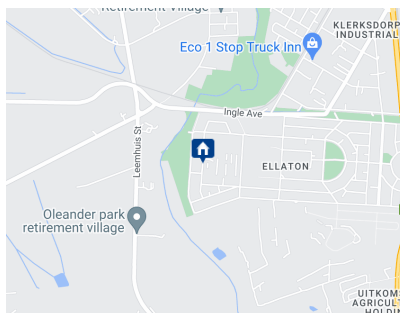 Retirement Village
KLERKSDORP
INDUSTRIAL
Eco 1 Stop Truck Inn
Ingle Ave
Leemhuis St
ELLATON
Oleander park
retirement village
UITKOMS
AGRICULT
HOLDIN